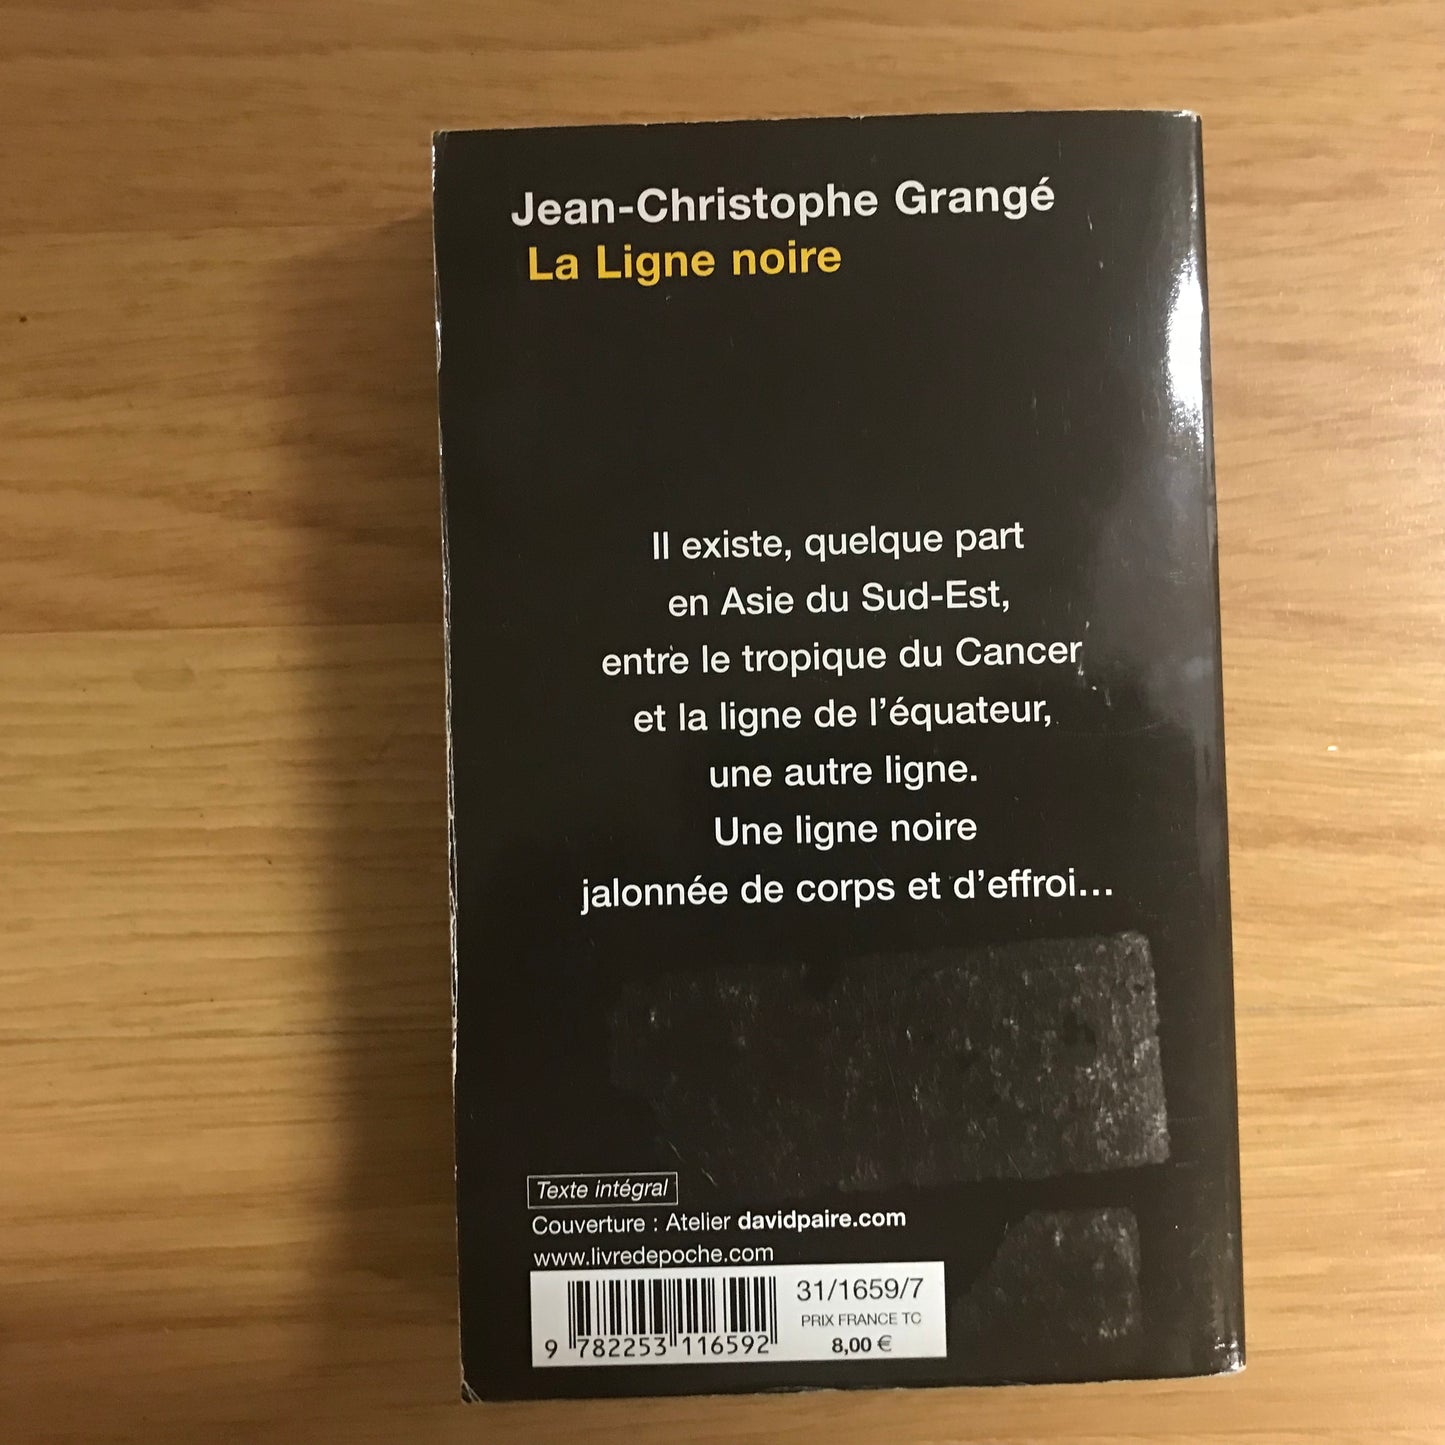 Jean-Christophe Grangé
La Ligne noire
Il existe, quelque part
en Asie du Sud-Est,
entre le tropique du Cancer
et la ligne de l’équateur,
une autre ligne.
Une ligne noire
jalonnée de corps et d’effroi...
Texte intégral
Couverture : Atelier davidpaire.com
www.livredepoche.com
31/1659/7
PRIX FRANCE TC
8,00 €
9 782253 116592